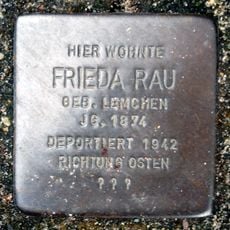 HIER WOHNTE
FRIEDA RAU
GEB. LEMCHEN
JG. 1874
DEPORTIERT 1942
RICHTUNG OSTEN
? ? ?